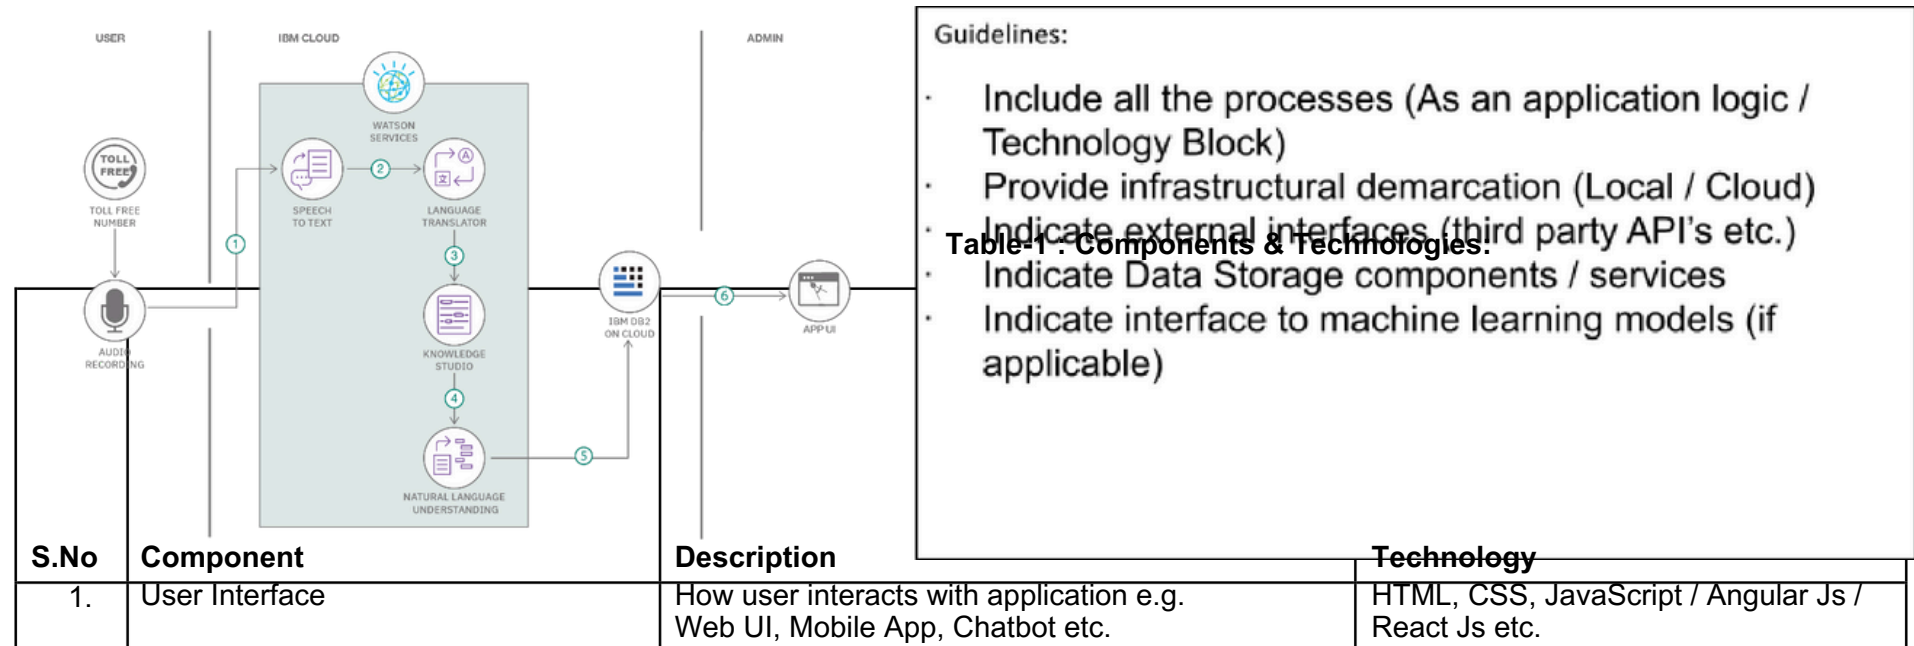 USER
IBM CLOUD
ADMIN
WATSON
SERVICES
TOLL
FREE
TOLL FREE
NUMBER
SPEECH
TO TEXT
2
A
文
LANGUAGE
TRANSLATOR
1
3
AUDIO
RECORDING
KNOWLEDGE
STUDIO
4
NATURAL LANGUAGE
UNDERSTANDING
5
IBM DB2
ON CLOUD
6
APP UI
Guidelines:
· Include all the processes (As an application logic /
Technology Block)
· Provide infrastructural demarcation (Local / Cloud)
· Indicate external interfaces (third party API's etc.)
Table-1 : Components & Technologies:
· Indicate Data Storage components / services
· Indicate interface to machine learning models (if
applicable)
S.No Component Description Technology
1. User Interface How user interacts with application e.g. HTML, CSS, JavaScript / Angular Js /
Web UI, Mobile App, Chatbot etc. React Js etc.